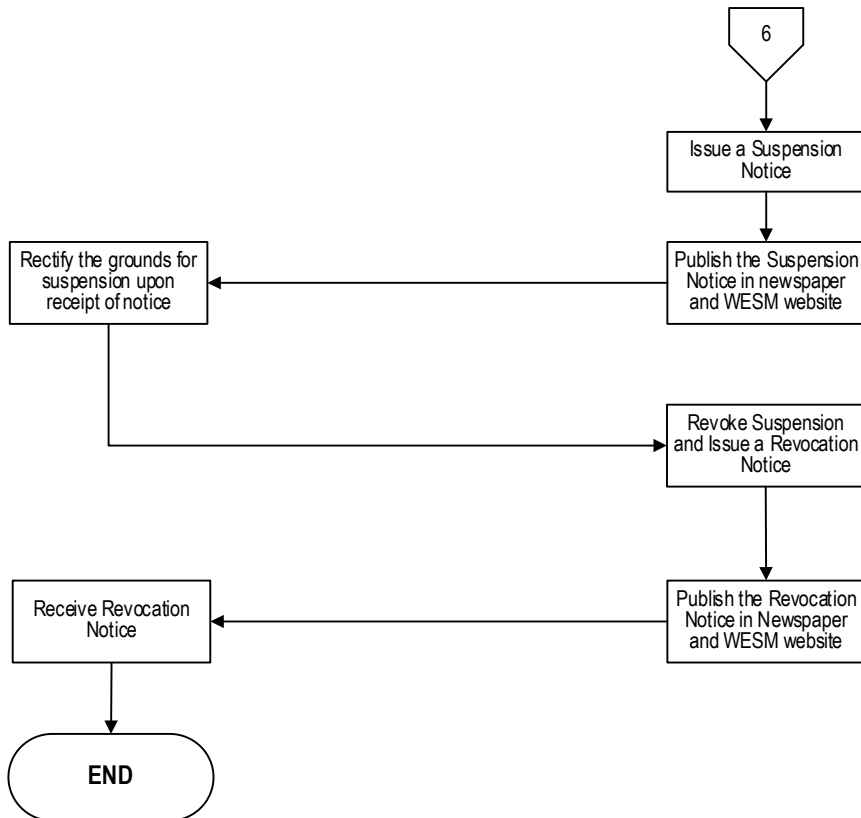 6
Issue a Suspension
Notice
Rectify the grounds for
suspension upon
receipt of notice
Publish the Suspension
Notice in newspaper
and WESM website
Revoke Suspension
and Issue a Revocation
Notice
Receive Revocation
Notice
Publish the Revocation
Notice in Newspaper
and WESM website
END